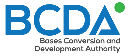 BCDA
Bases Conversion and
Development Authority